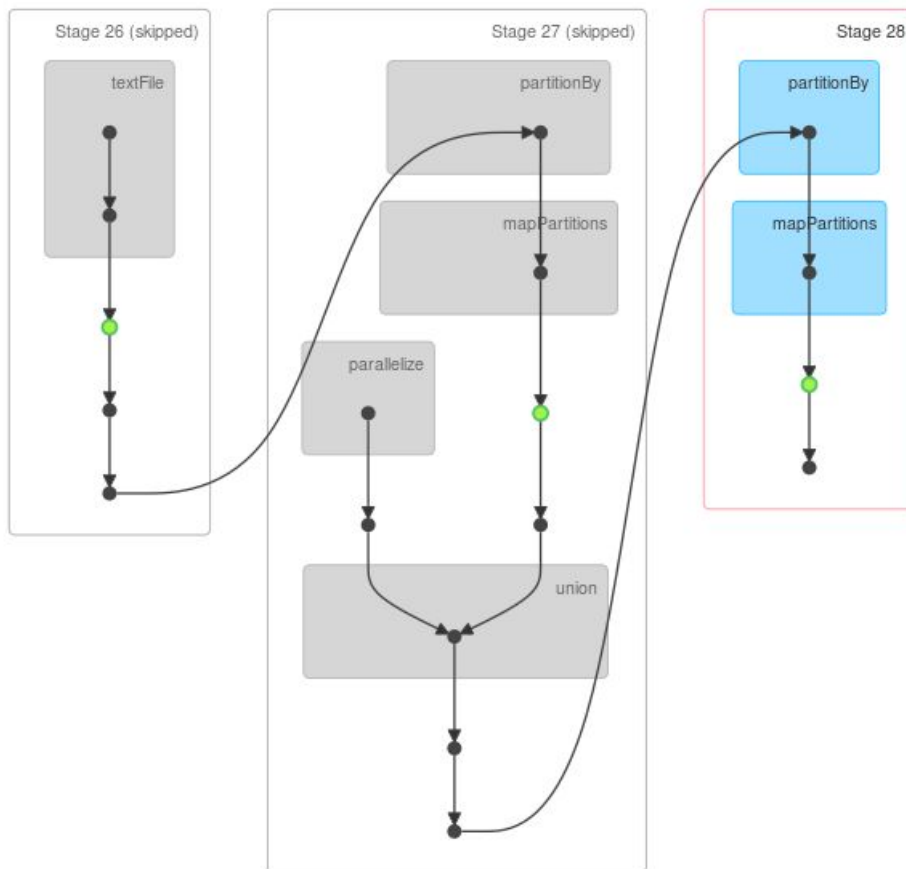 Stage 26 (skipped)
textFile
Stage 27 (skipped)
partitionBy
mapPartitions
parallelize
union
Stage 28
partitionBy
mapPartitions